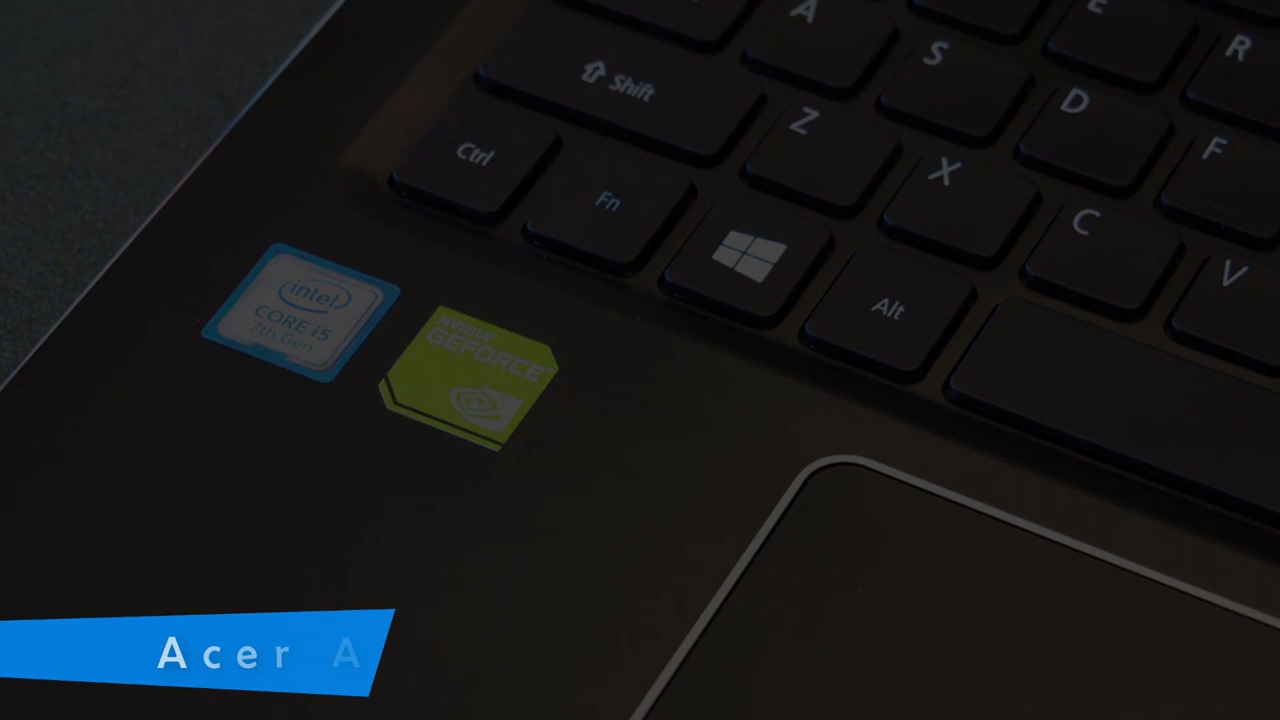 A
E
R
Shift
S
D
Z
F
Ctrl
X
Fn
C
V
Alt
intel
CORE i5
7th Gen
NVIDIA
GEFORCE
Acer A